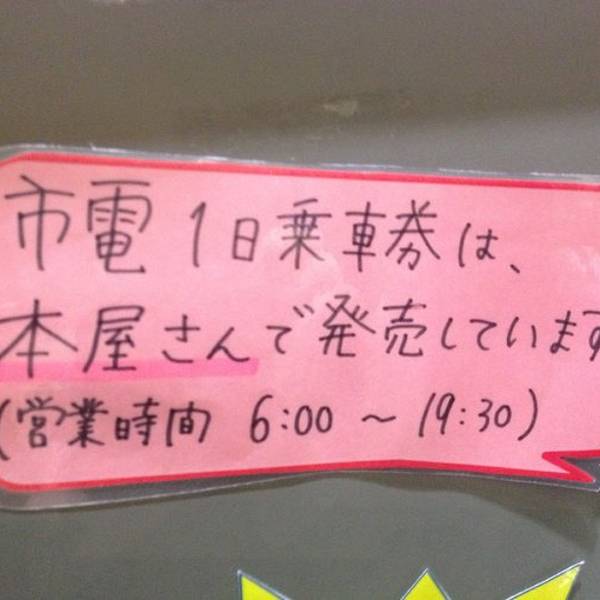 市電 1日乗車券は、
本屋さんで発売しています
(営業時間 6:00 ～ 19:30)